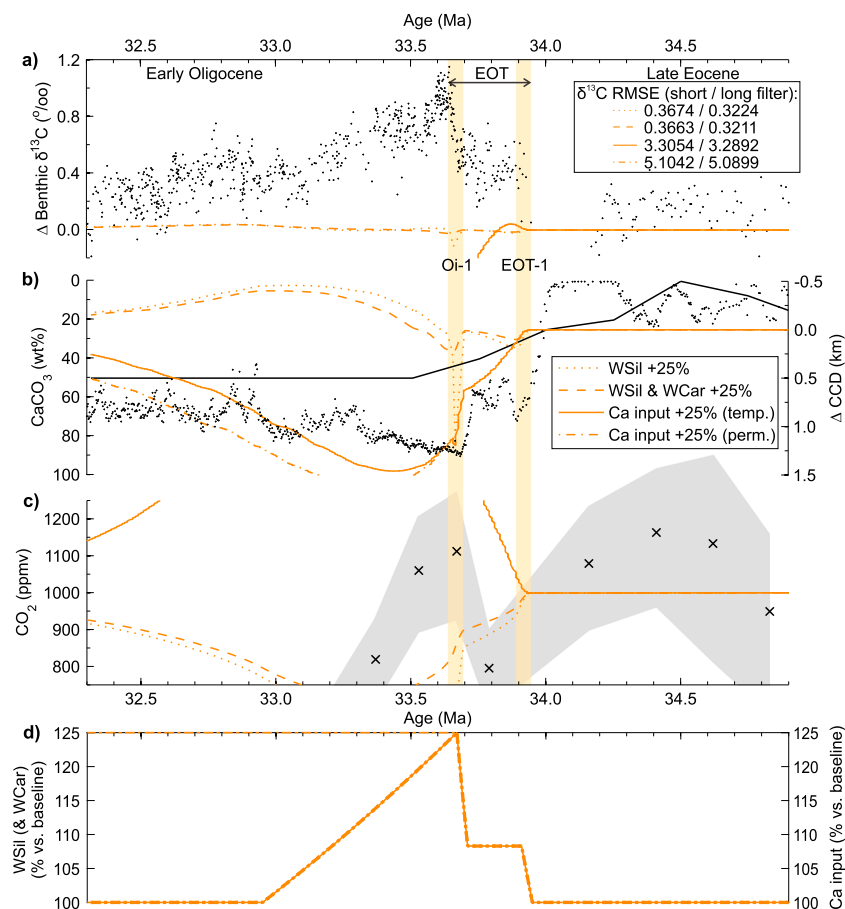 Age (Ma)
32.5 33.0 33.5 34.0 34.5
a)
1.2
0.8
0.4
0.0
Δ Benthic δ¹³C (⁰/oo)
Early Oligocene
EOT
Late Eocene
δ¹³C RMSE (short / long filter):
0.3674 / 0.3224
0.3663 / 0.3211
3.3054 / 3.2892
5.1042 / 5.0899
Oi-1
EOT-1
b)
0
20
40
60
80
100
CaCO₃ (wt%)
-0.5
0.0
0.5
1.0
1.5
Δ CCD (km)
WSil +25%
WSil & WCar +25%
Ca input +25% (temp.)
Ca input +25% (perm.)
c)
1200
1100
1000
900
800
CO₂ (ppmv)
32.5 33.0 33.5 34.0 34.5
Age (Ma)
d)
125
120
115
110
105
100
WSil (& WCar)
(% vs. baseline)
125
120
115
110
105
100
Ca input (% vs. baseline)